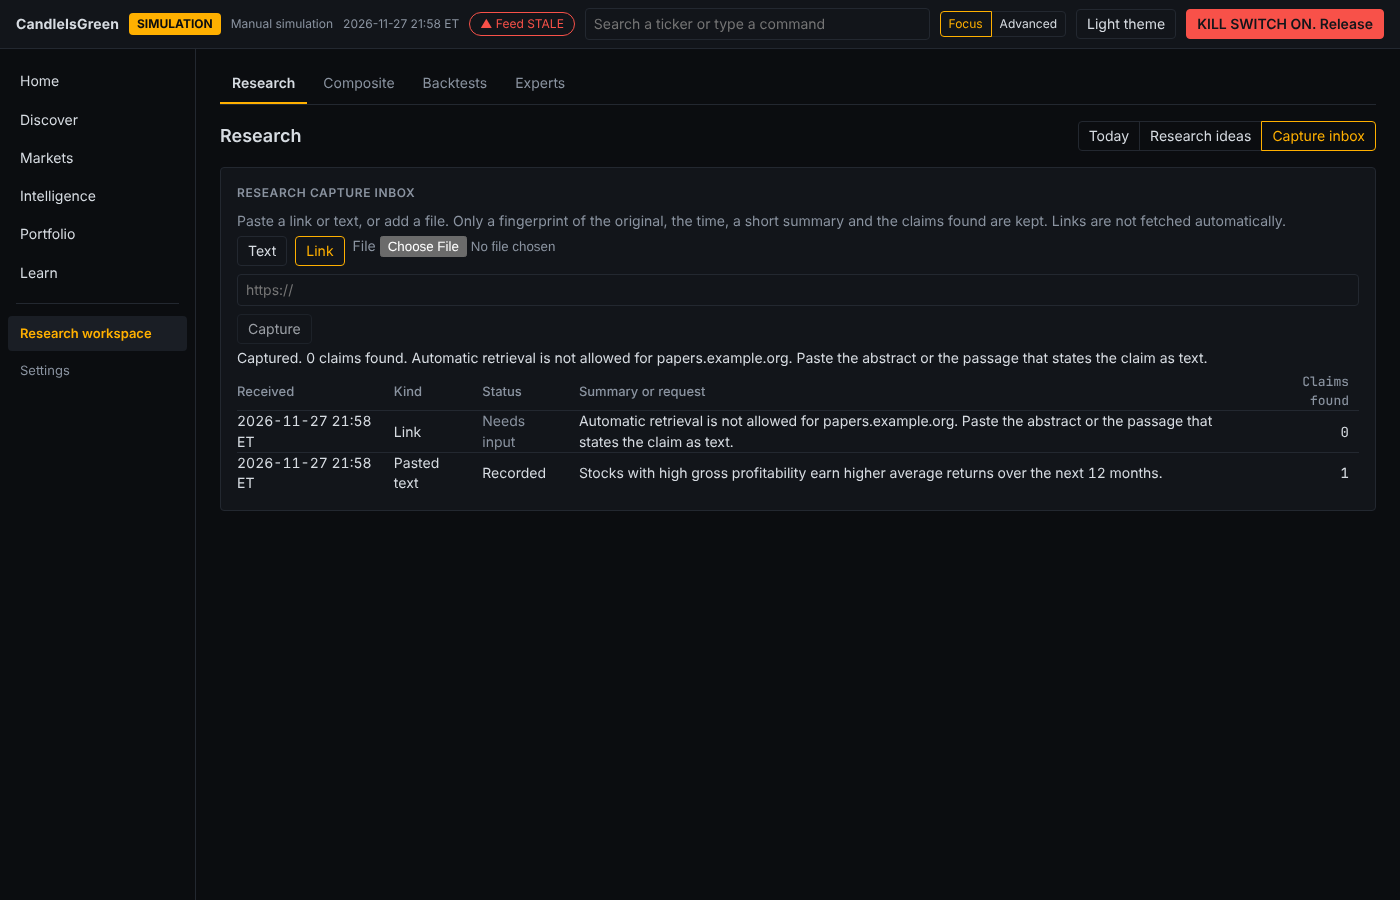 CandleIsGreen SIMULATION Manual simulation 2026-11-27 21:58 ET ▲ Feed STALE Search a ticker or type a command Focus Advanced Light theme KILL SWITCH ON. Release
Home
Discover
Markets
Intelligence
Portfolio
Learn
Research workspace
Settings
Research Composite Backtests Experts
Research
Today Research ideas Capture inbox
RESEARCH CAPTURE INBOX
Paste a link or text, or add a file. Only a fingerprint of the original, the time, a short summary and the claims found are kept. Links are not fetched automatically.
Text Link File Choose File No file chosen
https://
Capture
Captured. 0 claims found. Automatic retrieval is not allowed for papers.example.org. Paste the abstract or the passage that states the claim as text.
Received Kind Status Summary or request Claims
found
2026-11-27 21:58
ET
Link
Needs
input
Automatic retrieval is not allowed for papers.example.org. Paste the abstract or the passage that
states the claim as text.
0
2026-11-27 21:58
ET
Pasted
text
Recorded
Stocks with high gross profitability earn higher average returns over the next 12 months.
1